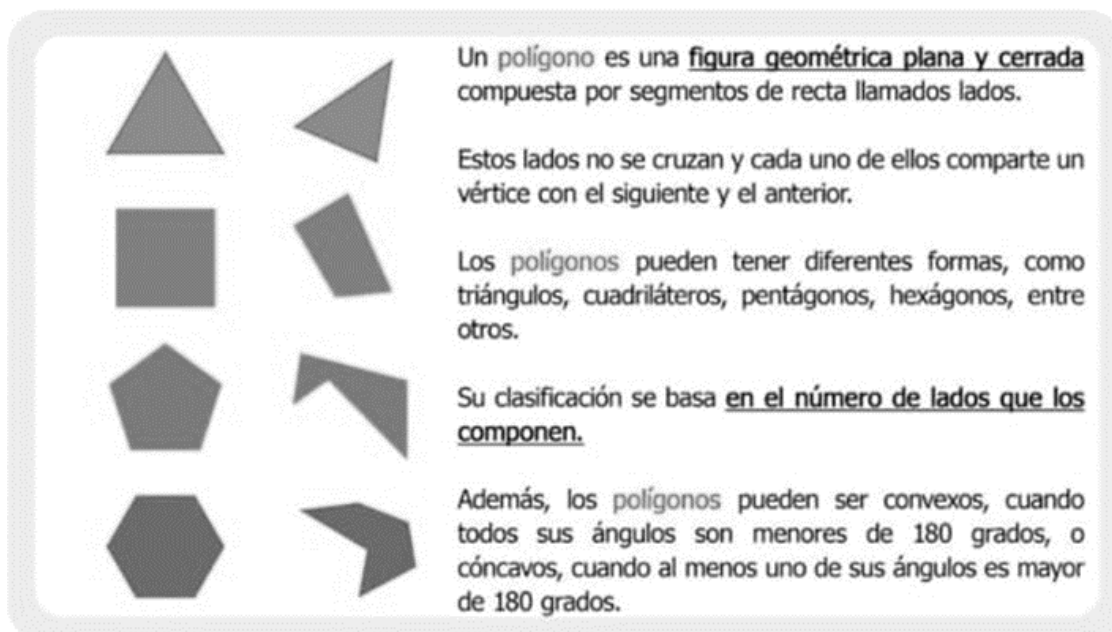 Un polígono es una figura geométrica plana y cerrada
compuesta por segmentos de recta llamados lados.
Estos lados no se cruzan y cada uno de ellos comparte un
vértice con el siguiente y el anterior.
Los polígonos pueden tener diferentes formas, como
triángulos, cuadriláteros, pentágonos, hexágonos, entre
otros.
Su clasificación se basa en el número de lados que los
componen.
Además, los polígonos pueden ser convexos, cuando
todos sus ángulos son menores de 180 grados, o
cóncavos, cuando al menos uno de sus ángulos es mayor
de 180 grados.